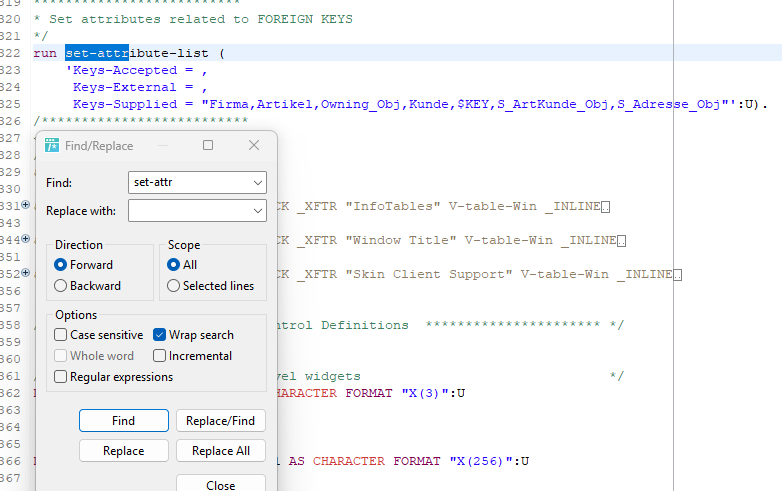 319 ***************************
320 * Set attributes related to FOREIGN KEYS
321 */
322 run set-attribute-list (
323 'Keys-Accepted = ,
324 Keys-External = ,
325 Keys-Supplied = "Firma,Artikel,Owning_Obj,Kunde,$KEY,S_ArtKunde_Obj,S_Adresse_Obj"':U).
326 /**************************
327
328
329
330
331 CK _XFTR "InfoTables" V-table-Win _INLINE
343
344 CK _XFTR "Window Title" V-table-Win _INLINE
351
352 CK _XFTR "Skin Client Support" V-table-Win _INLINE
356
357
358 ntrol Definitions ********************** */
359
360
361 vel widgets */
362 HARACTER FORMAT "X(3)":U
363
364
365
366 l AS CHARACTER FORMAT "X(256)":U
367
Find/Replace
Find: set-attr
Replace with:
Direction
Forward
Backward
Scope
All
Selected lines
Options
Case sensitive
Wrap search
Whole word
Incremental
Regular expressions
Find
Replace/Find
Replace
Replace All
Close